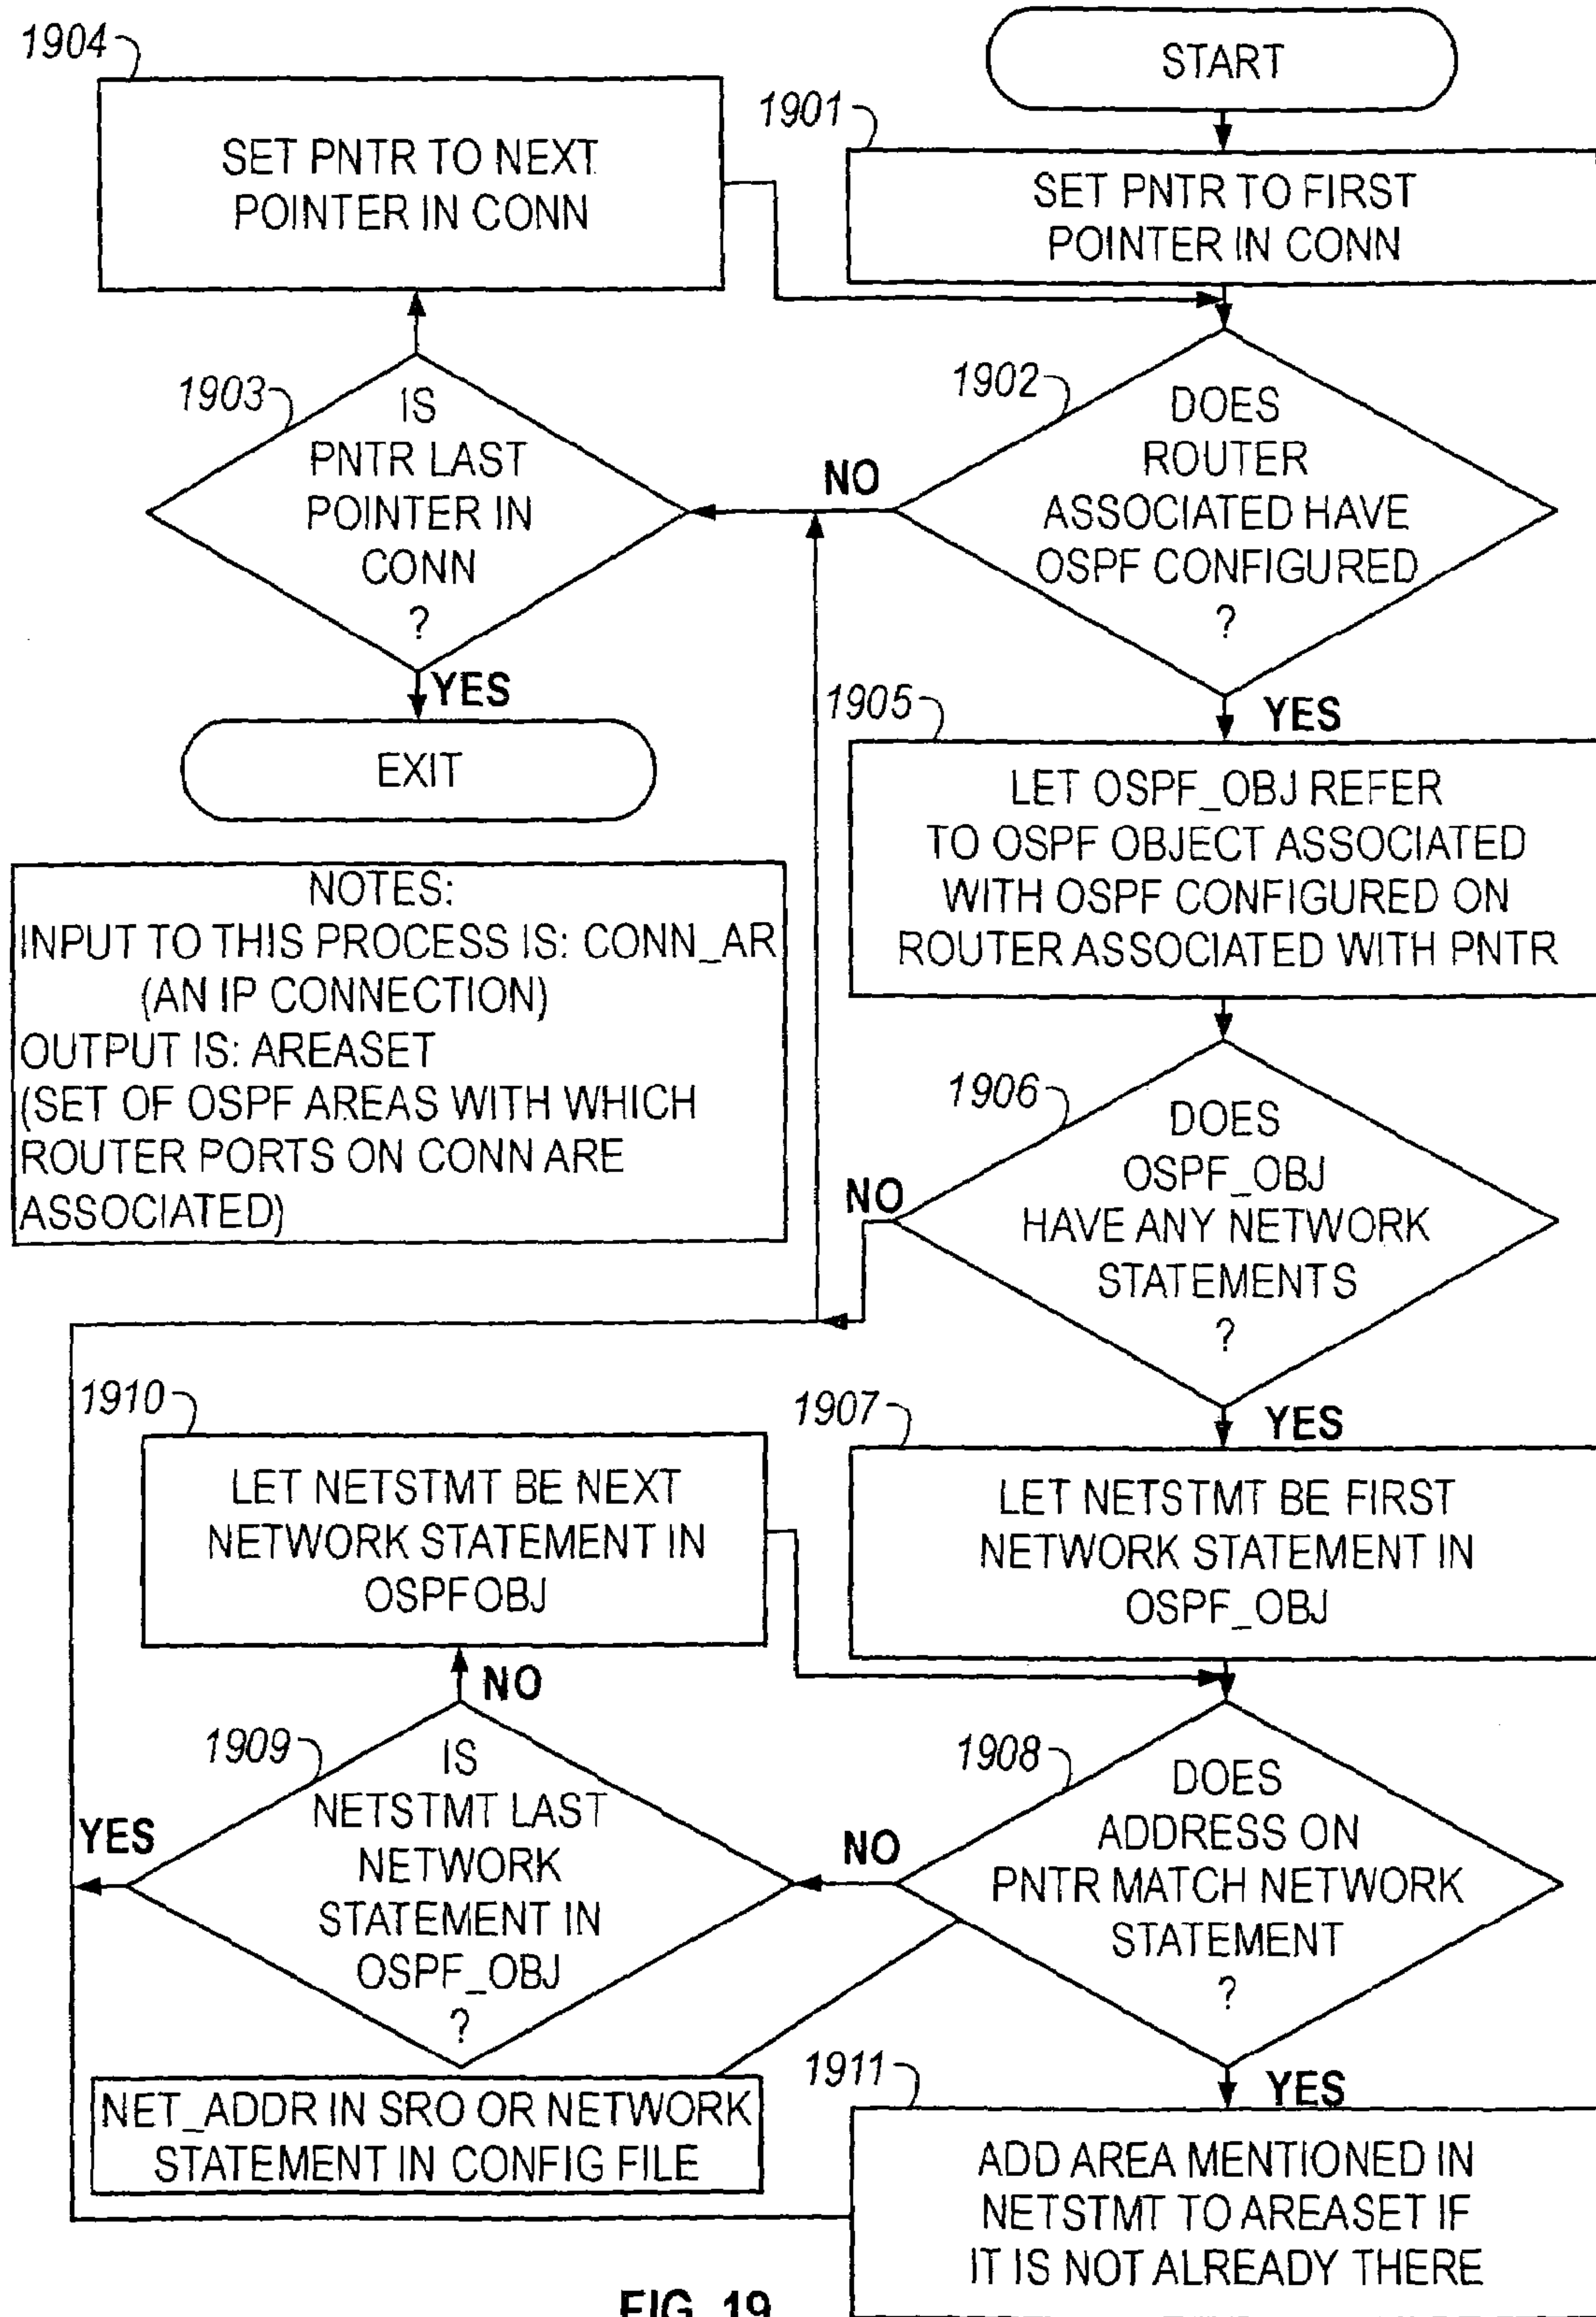 START
1901
SET PNTR TO FIRST
POINTER IN CONN
1904
SET PNTR TO NEXT
POINTER IN CONN
1902
DOES
ROUTER
ASSOCIATED HAVE
OSPF CONFIGURED
?
NO
YES
1903
IS
PNTR LAST
POINTER IN
CONN
?
YES
EXIT
1905
LET OSPF_OBJ REFER
TO OSPF OBJECT ASSOCIATED
WITH OSPF CONFIGURED ON
ROUTER ASSOCIATED WITH PNTR
NOTES:
INPUT TO THIS PROCESS IS: CONN_AR
(AN IP CONNECTION)
OUTPUT IS: AREASET
(SET OF OSPF AREAS WITH WHICH
ROUTER PORTS ON CONN ARE
ASSOCIATED)
1906
DOES
OSPF_OBJ
HAVE ANY NETWORK
STATEMENTS
?
NO
YES
1907
LET NETSTMT BE FIRST
NETWORK STATEMENT IN
OSPF_OBJ
1910
LET NETSTMT BE NEXT
NETWORK STATEMENT IN
OSPFOBJ
NO
1909
IS
NETSTMT LAST
NETWORK
STATEMENT IN
OSPF_OBJ
?
YES
1908
DOES
ADDRESS ON
PNTR MATCH NETWORK
STATEMENT
?
NO
YES
NET_ADDR IN SRO OR NETWORK
STATEMENT IN CONFIG FILE
1911
ADD AREA MENTIONED IN
NETSTMT TO AREASET IF
IT IS NOT ALREADY THERE
FIG. 19